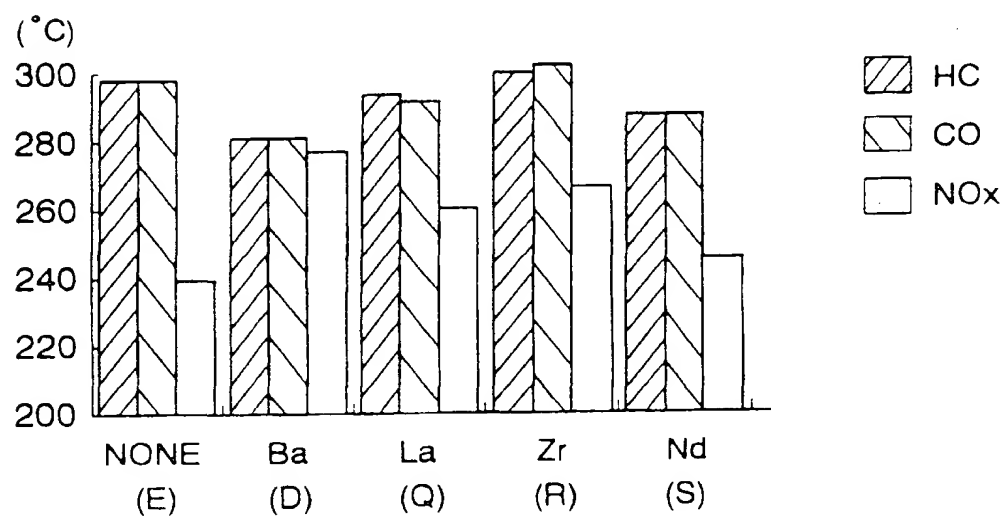 (°C)
300
280
260
240
220
200
NONE Ba La Zr Nd
(E) (D) (Q) (R) (S)
HC
CO
NOx